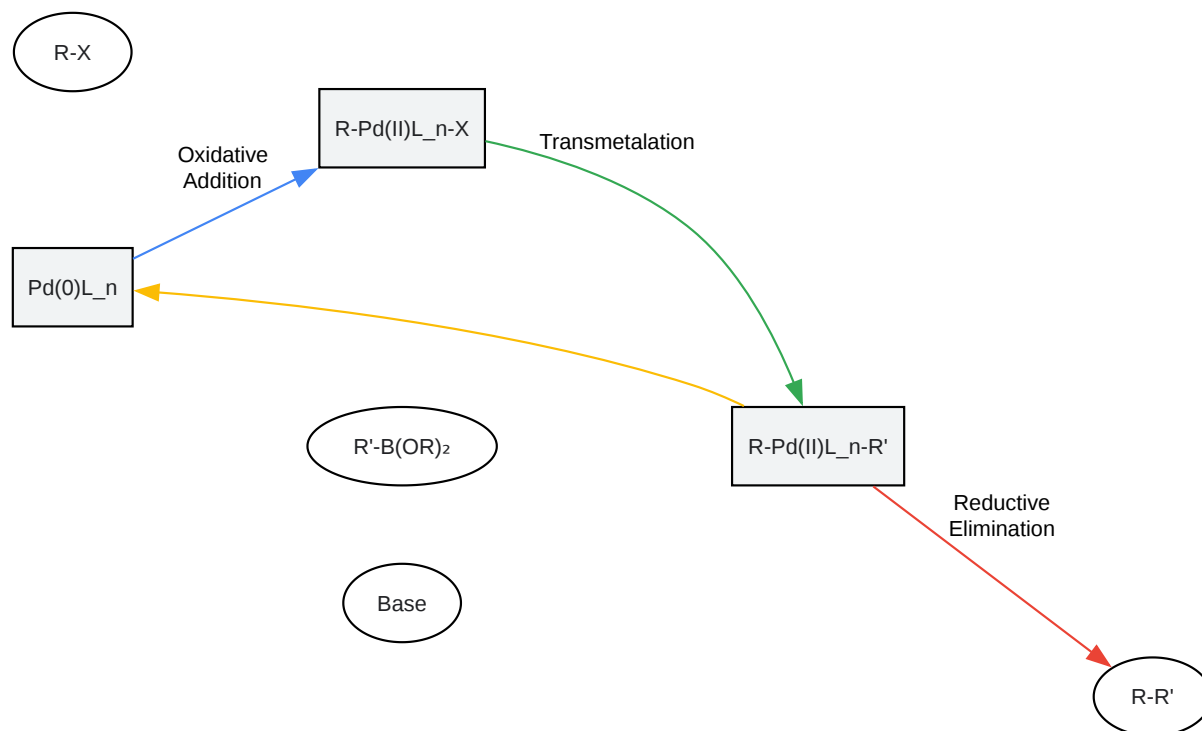 R-X
R-Pd(II)L_n-X
Transmetalation
Oxidative
Addition
Pd(0)L_n
R'-B(OR)₂
R-Pd(II)L_n-R'
Reductive
Elimination
Base
R-R'